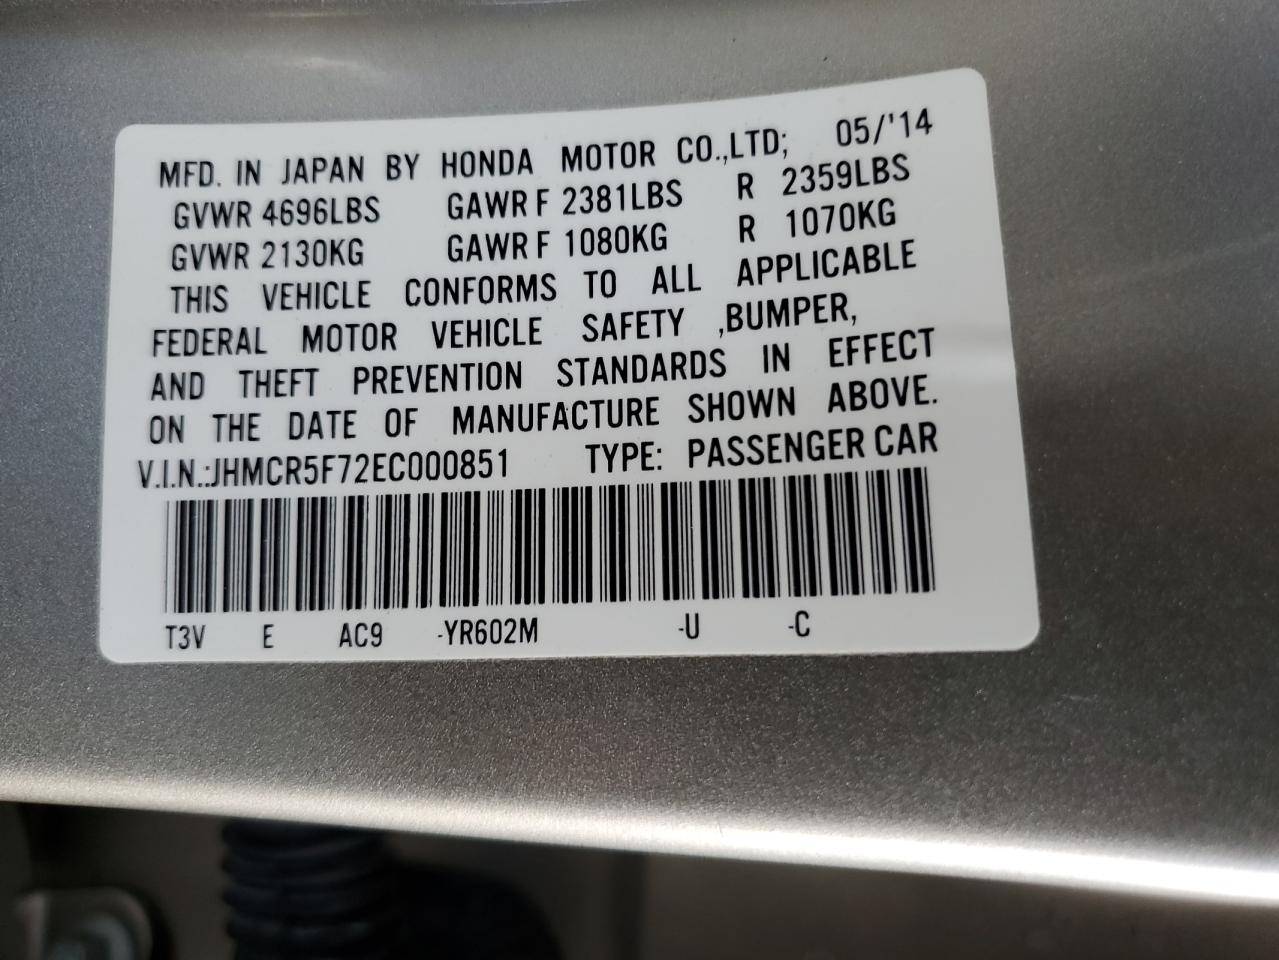 MFD. IN JAPAN BY HONDA MOTOR CO.,LTD; 05/'14
GVWR 4696LBS GAWR F 2381LBS R 2359LBS
GVWR 2130KG GAWR F 1080KG R 1070KG
THIS VEHICLE CONFORMS TO ALL APPLICABLE
FEDERAL MOTOR VEHICLE SAFETY ,BUMPER,
AND THEFT PREVENTION STANDARDS IN EFFECT
ON THE DATE OF MANUFACTURE SHOWN ABOVE.
V.I.N.:JHMCR5F72EC000851 TYPE: PASSENGER CAR
T3V E AC9 -YR602M -U -C